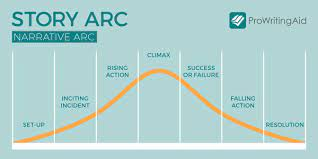 STORY ARC
NARRATIVE ARC
ProWritingAid
CLIMAX
RISING
ACTION
SUCCESS
OR FAILURE
INCITING
INCIDENT
FALLING
ACTION
SET-UP
RESOLUTION